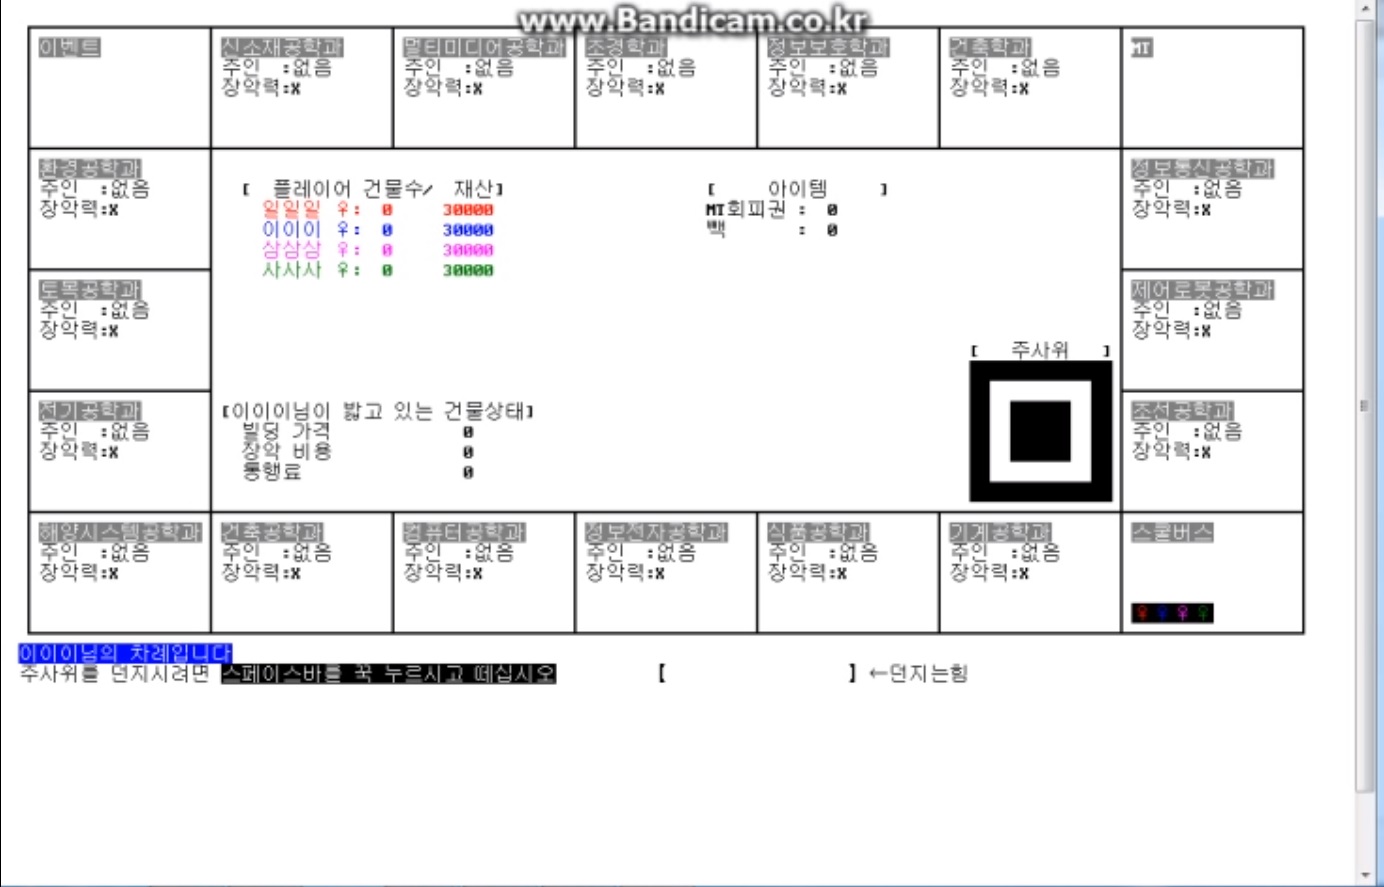 www.Bandicam.co.kr
이벤트 신소재공학과 멀티미디어공학과 조경학과 정보보호학과 건축학과 MT
주인 :없음 주인 :없음 주인 :없음 주인 :없음 주인 :없음
장악력:X 장악력:X 장악력:X 장악력:X 장악력:X
환경공학과 정보통신공학과
주인 :없음 [ 플레이어 건물수/ 재산] [ 아이템 ] 주인 :없음
장악력:X 일일일 ♀: 0 30000 MT회피권 : 0 장악력:X
이이이 ♀: 0 30000 빽 : 0
삼삼삼 ♀: 0 30000
사사사 ♀: 0 30000
토목공학과 제어로봇공학과
주인 :없음 주인 :없음
장악력:X 장악력:X
[ 주사위 ]
전기공학과 [이이이님이 밟고 있는 건물상태] 조선공학과
주인 :없음 빌딩 가격 0 주인 :없음
장악력:X 장악 비용 0 장악력:X
통행료 0
해양시스템공학과 건축공학과 컴퓨터공학과 정보전자공학과 식품공학과 기계공학과 스쿨버스
주인 :없음 주인 :없음 주인 :없음 주인 :없음 주인 :없음 주인 :없음
장악력:X 장악력:X 장악력:X 장악력:X 장악력:X 장악력:X
♀ ♀ ♀ ♀
이이이님의 차례입니다
주사위를 던지시려면 스페이스바를 꾹 누르시고 떼십시오 [ ] ←던지는힘